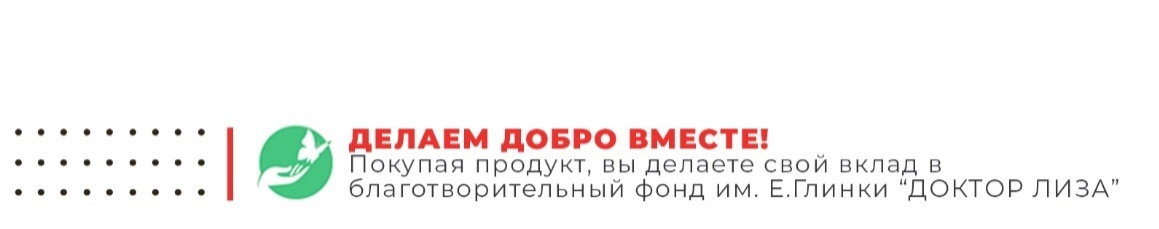 ДЕЛАЕМ ДОБРО ВМЕСТЕ!
Покупая продукт, вы делаете свой вклад в
благотворительный фонд им. Е.Глинки “ДОКТОР ЛИЗА”